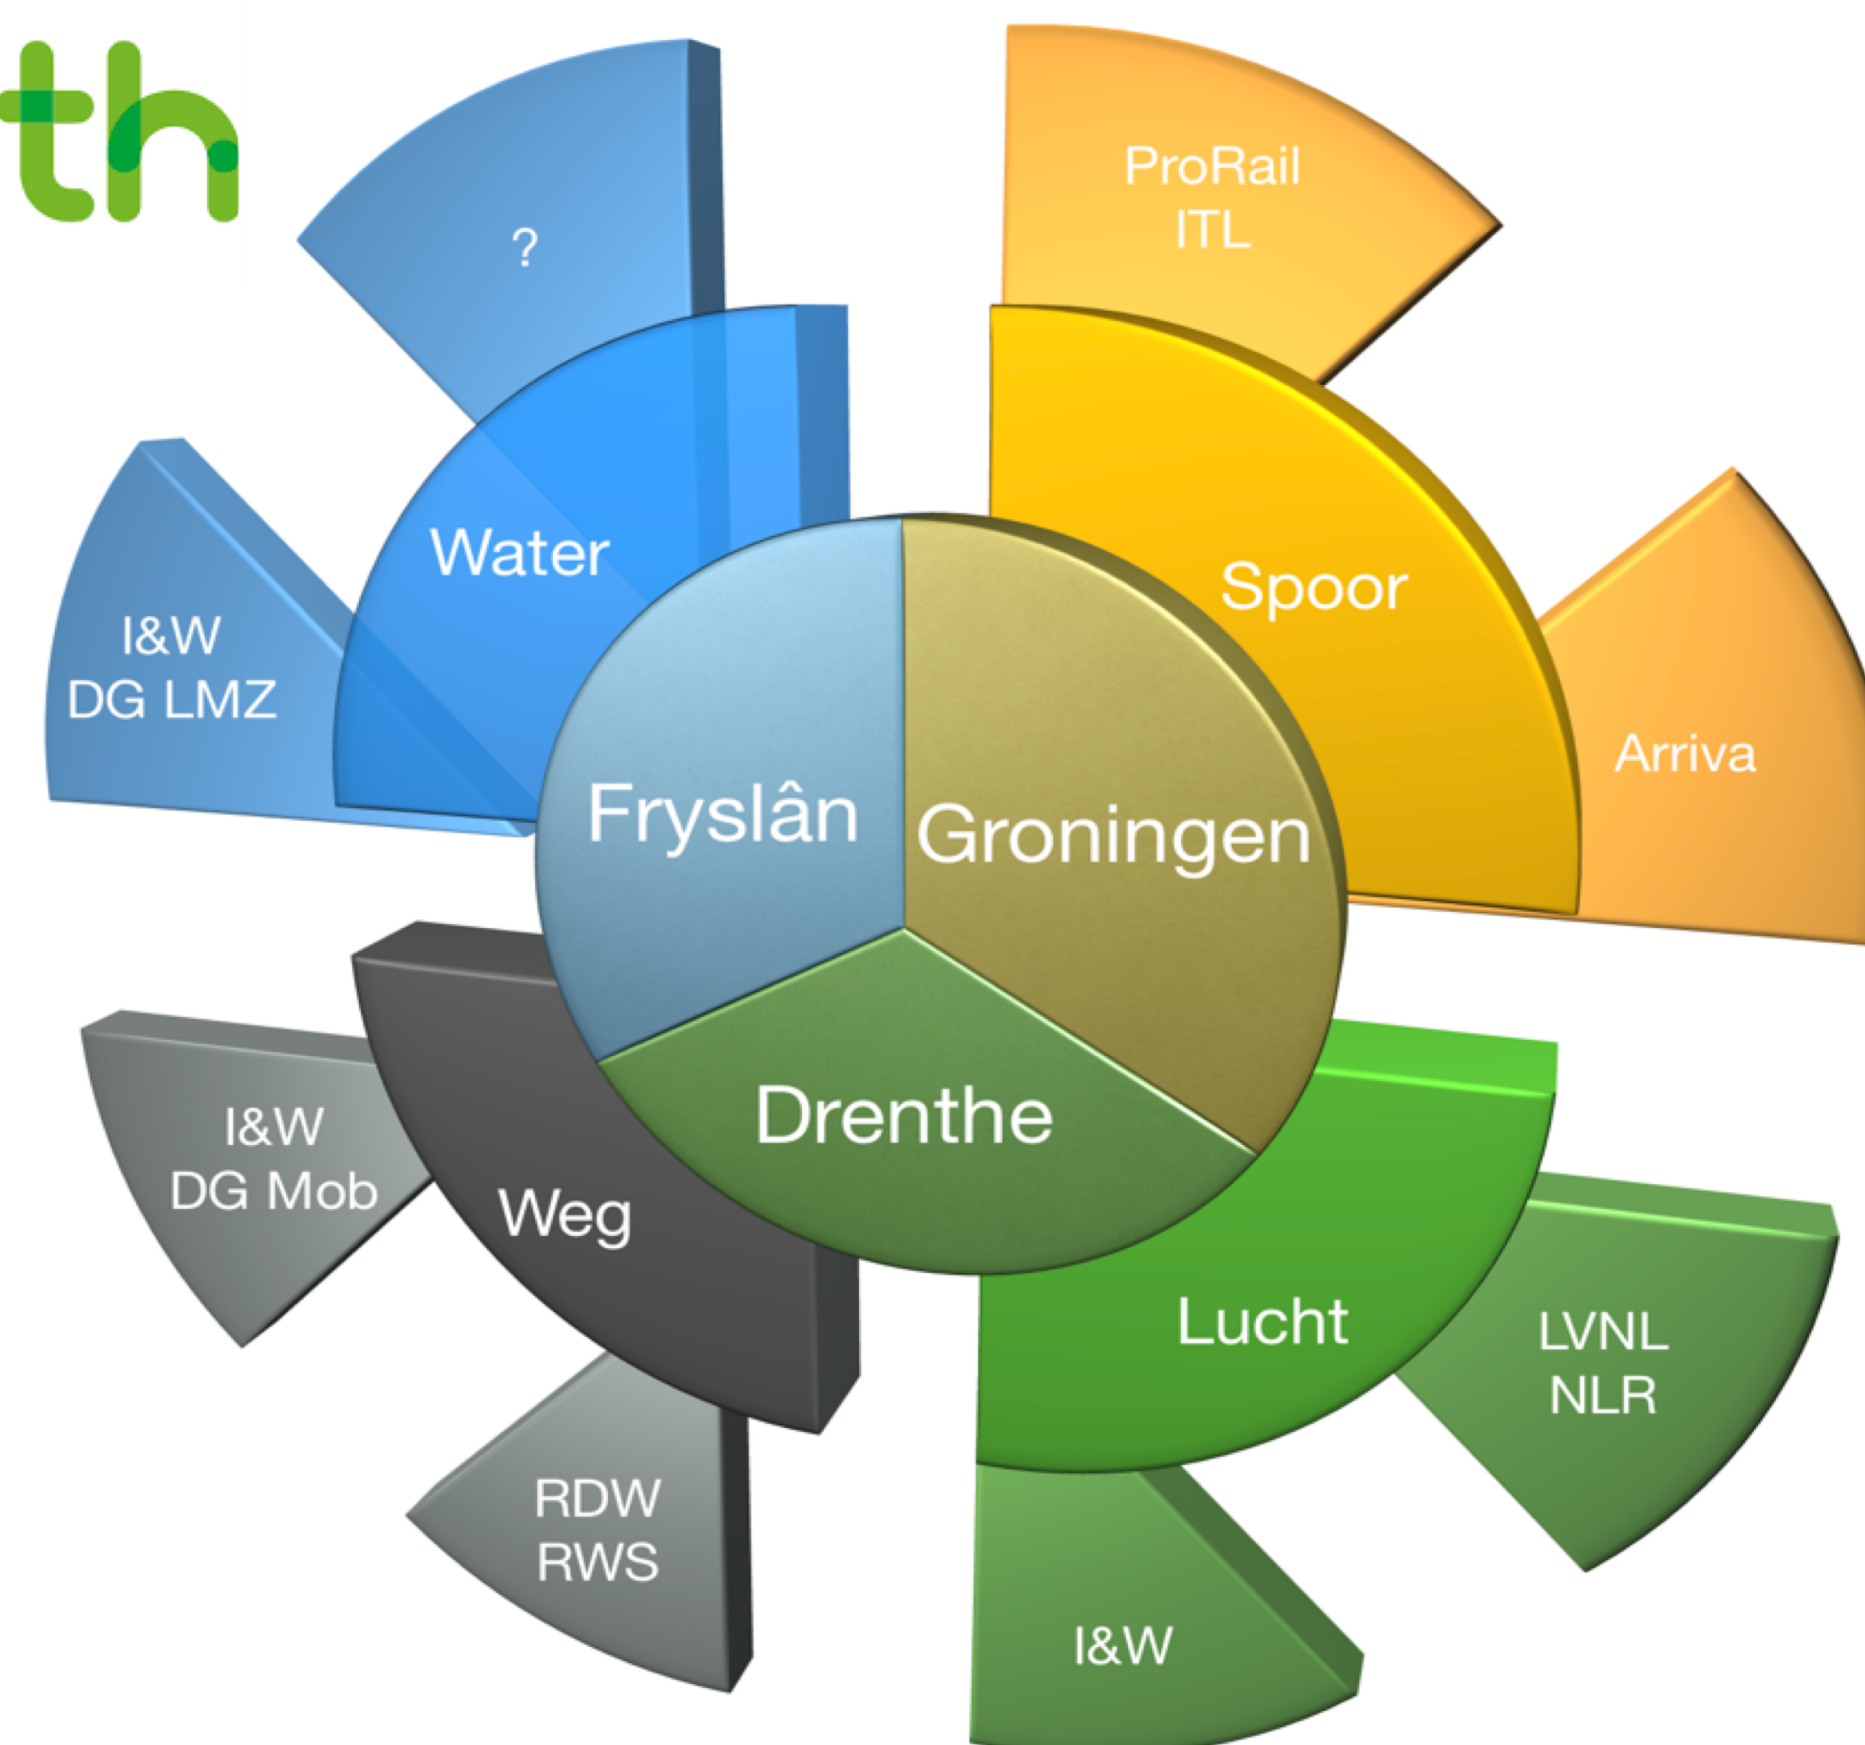 th
?
ProRail
ITL
Water
Spoor
I&W
DG LMZ
Arriva
Fryslân
Groningen
Drenthe
I&W
DG Mob
Weg
Lucht
LVNL
NLR
RDW
RWS
I&W